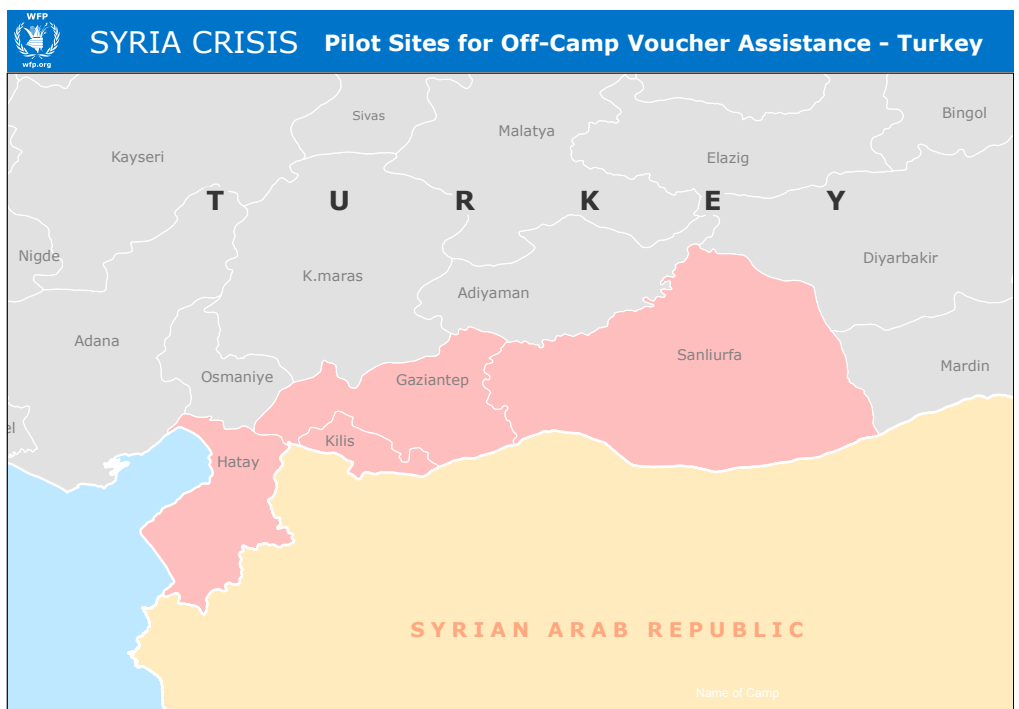 WFP
wfp.org
SYRIA CRISIS Pilot Sites for Off-Camp Voucher Assistance - Turkey
Bingol
Sivas
Malatya
Kayseri
Elazig
T U R K E Y
Nigde
Diyarbakir
K.maras
Adiyaman
Adana
Sanliurfa
Mardin
Osmaniye
Gaziantep
el
Kilis
Hatay
SYRIAN ARAB REPUBLIC
Name of Camp